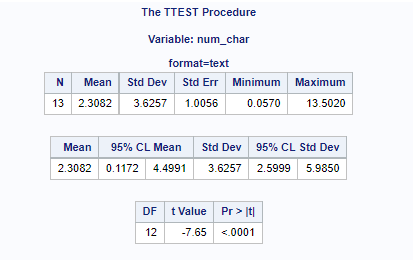 The TTEST Procedure
Variable: num_char
format=text
N Mean Std Dev Std Err Minimum Maximum
13 2.3082 3.6257 1.0056 0.0570 13.5020
Mean 95% CL Mean Std Dev 95% CL Std Dev
2.3082 0.1172 4.4991 3.6257 2.5999 5.9850
DF t Value Pr > |t|
12 -7.65 <.0001